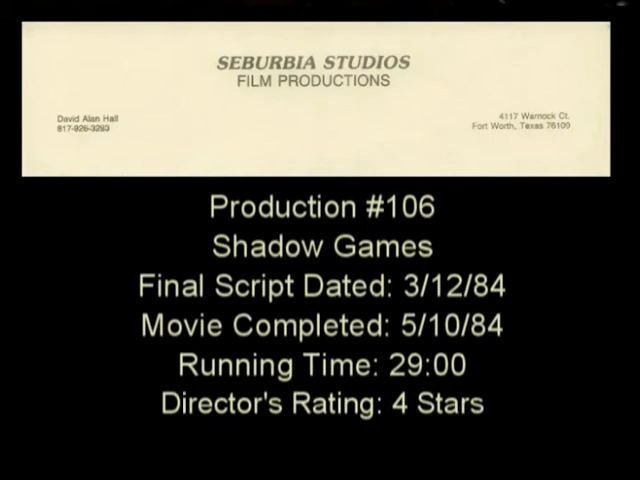 SEBURBIA STUDIOS
FILM PRODUCTIONS
David Alan Hall
817-926-3283
4117 Warnock Ct.
Fort Worth, Texas 76109
Production #106
Shadow Games
Final Script Dated: 3/12/84
Movie Completed: 5/10/84
Running Time: 29:00
Director's Rating: 4 Stars